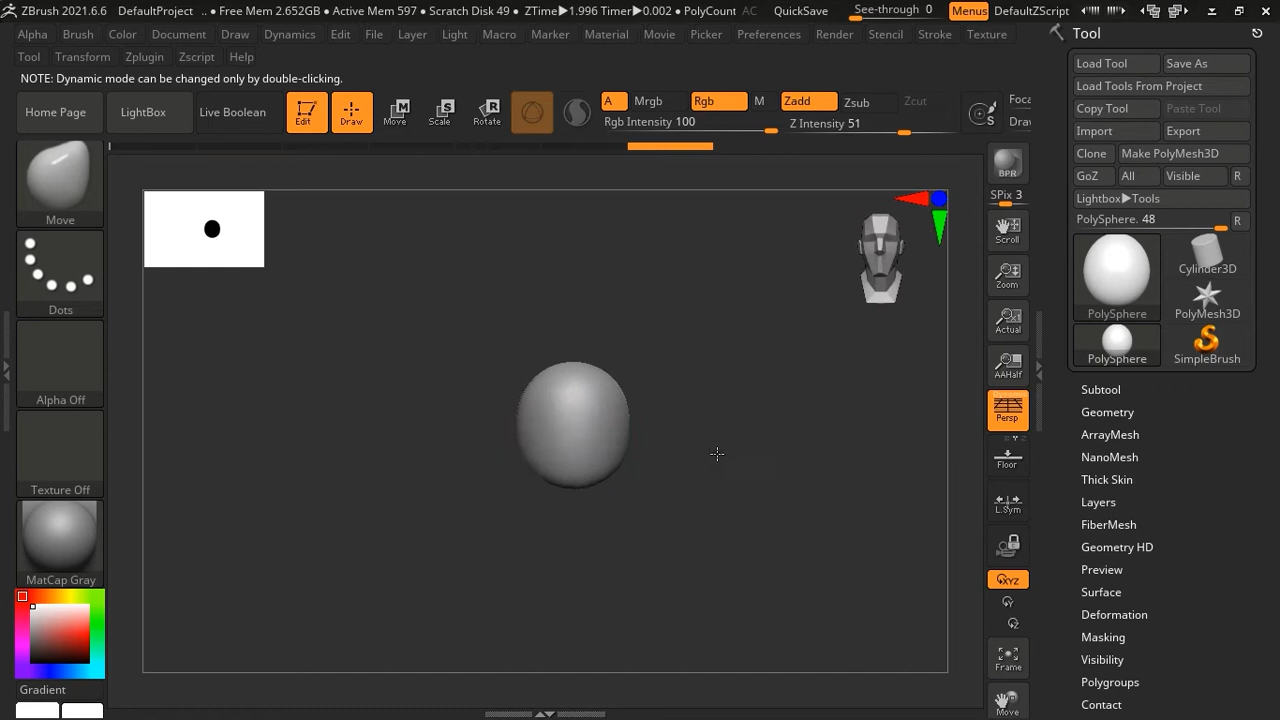 ZBrush 2021.6.6 DefaultProject .. • Free Mem 2.652GB • Active Mem 597 • Scratch Disk 49 • ZTime▶1.996 Timer▶0.002 • PolyCount AC QuickSave See-through 0 Menus DefaultZScript
Alpha Brush Color Document Draw Dynamics Edit File Layer Light Macro Marker Material Movie Picker Preferences Render Stencil Stroke Texture
Tool Transform Zplugin Zscript Help
NOTE: Dynamic mode can be changed only by double-clicking.
Home Page LightBox Live Boolean Edit Draw Move Scale Rotate
M S R
A Mrgb Rgb M Zadd Zsub Zcut
Rgb Intensity 100 Z Intensity 51
S
Foca
Draw
Move
Dots
Alpha Off
Texture Off
MatCap Gray
Gradient
BPR
SPix 3
Scroll
Zoom
Actual
AAHalf
Persp
Floor
L.Sym
XYZ
Y
Z
Frame
Move
Tool
Load Tool Save As
Load Tools From Project
Copy Tool Paste Tool
Import Export
Clone Make PolyMesh3D
GoZ All Visible R
Lightbox▶Tools
PolySphere. 48 R
PolySphere
Cylinder3D
PolyMesh3D
PolySphere
S
SimpleBrush
Subtool
Geometry
ArrayMesh
NanoMesh
Thick Skin
Layers
FiberMesh
Geometry HD
Preview
Surface
Deformation
Masking
Visibility
Polygroups
Contact